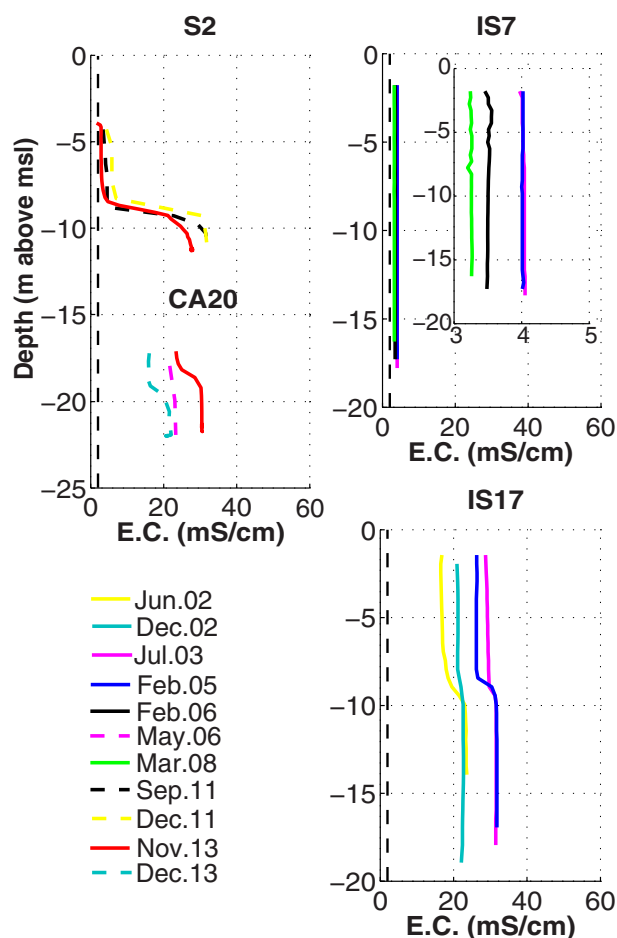 S2
0
−5
−10
−15
−20
−25
0 20 40 60
Depth (m above msl)
E.C. (mS/cm)
CA20
IS7
0
−5
−10
−15
−20
0 20 40 60
E.C. (mS/cm)
0
−5
−10
−15
−20
3 4 5
IS17
0
−5
−10
−15
−20
0 20 40 60
E.C. (mS/cm)
Jun.02
Dec.02
Jul.03
Feb.05
Feb.06
May.06
Mar.08
Sep.11
Dec.11
Nov.13
Dec.13